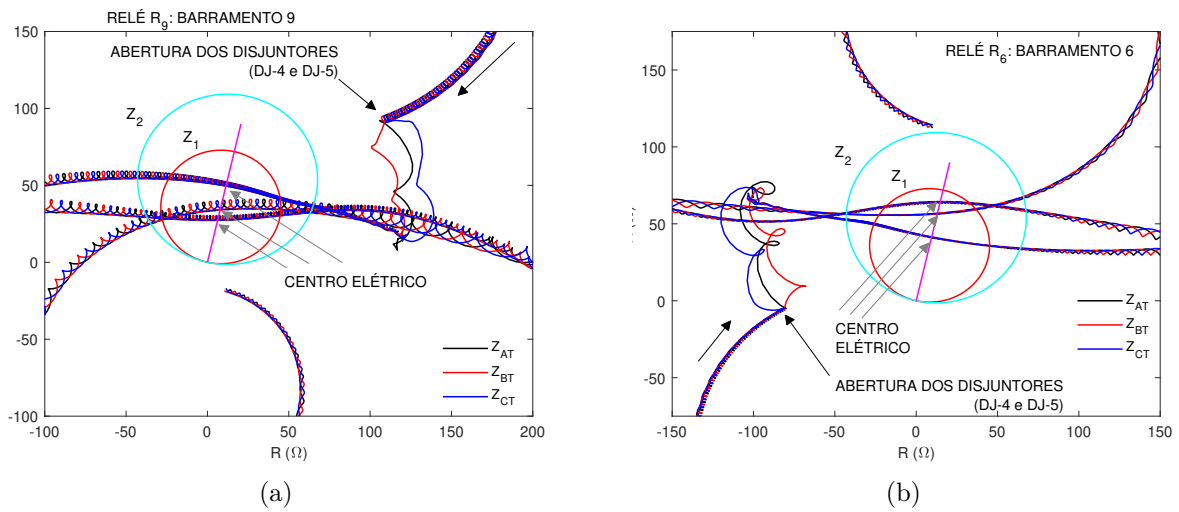 RELÉ R9: BARRAMENTO 9
150
100
50
0
-50
-100
ABERTURA DOS DISJUNTORES
(DJ-4 e DJ-5)
Z2
Z1
CENTRO ELÉTRICO
ZAT
ZBT
ZCT
-100 -50 0 50 100 150 200
R (Ω)
(a)
150
100
50
0
-50
RELÉ R6: BARRAMENTO 6
Z2
Z1
CENTRO
ELÉTRICO
ZAT
ZBT
ZCT
ABERTURA DOS DISJUNTORES
(DJ-4 e DJ-5)
-150 -100 -50 0 50 100 150
R (Ω)
(b)